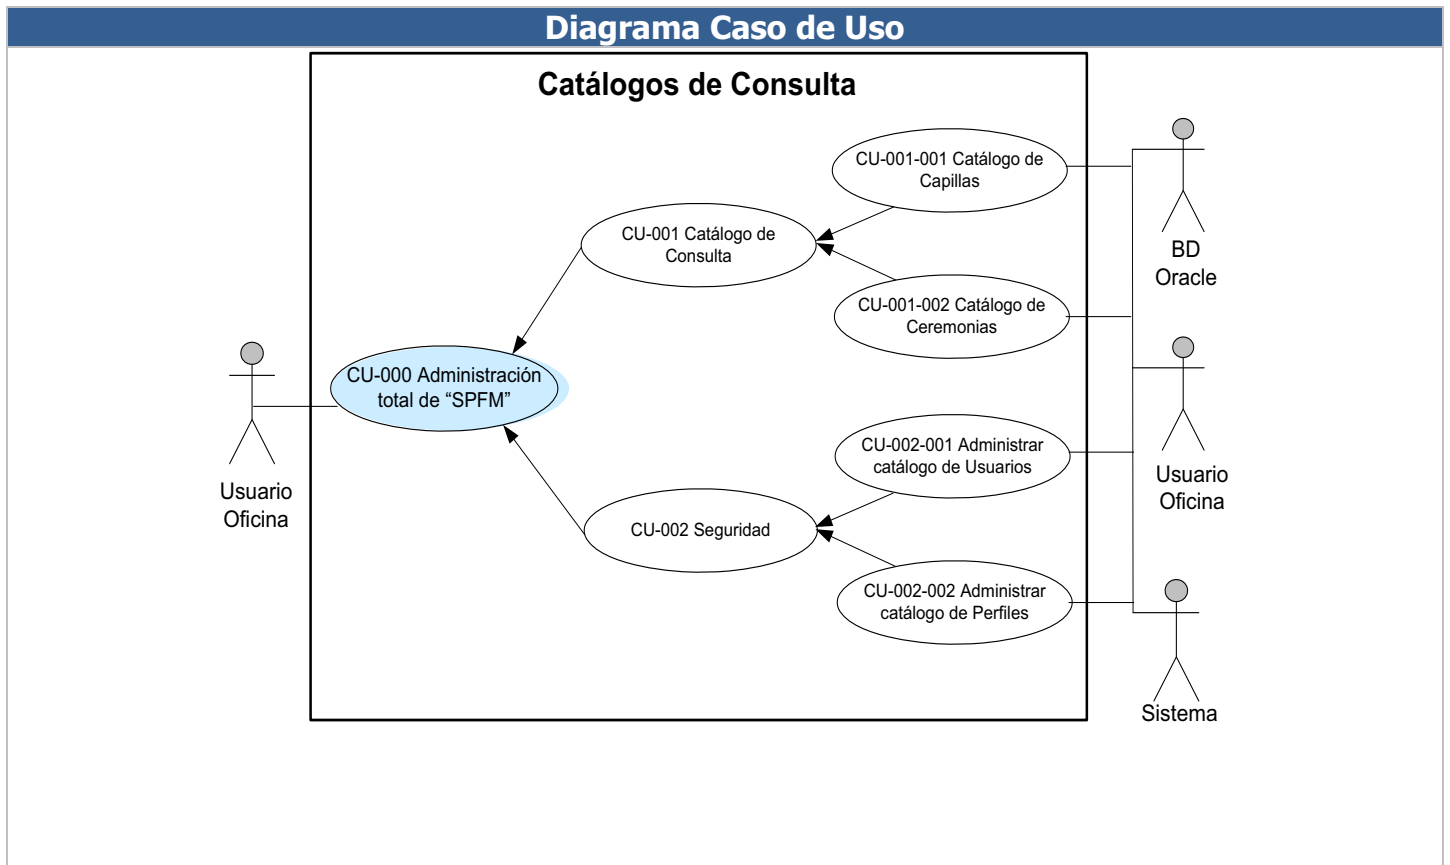 Diagrama Caso de Uso
Catálogos de Consulta
CU-001-001 Catálogo de
Capillas
CU-001 Catálogo de
Consulta
BD
Oracle
CU-001-002 Catálogo de
Ceremonias
CU-000 Administración
total de “SPFM”
Usuario
Oficina
CU-002-001 Administrar
catálogo de Usuarios
Usuario
Oficina
CU-002 Seguridad
CU-002-002 Administrar
catálogo de Perfiles
Sistema